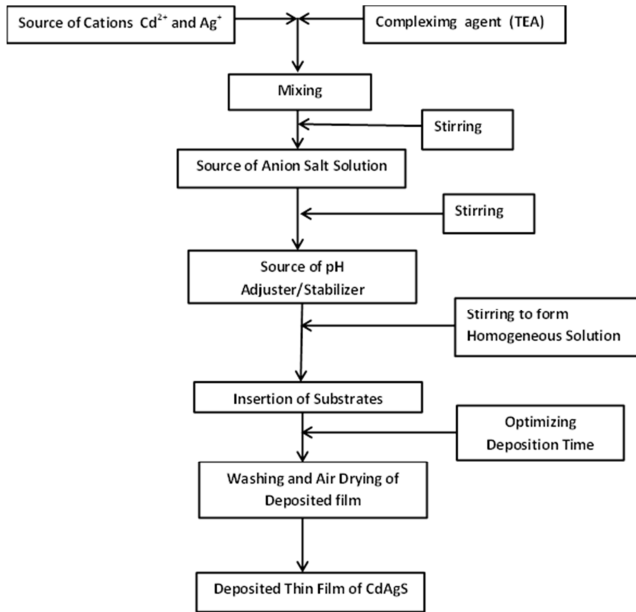 Source of Cations Cd²⁺ and Ag⁺
Compleximg agent (TEA)
Mixing
Stirring
Source of Anion Salt Solution
Stirring
Source of pH
Adjuster/Stabilizer
Stirring to form
Homogeneous Solution
Insertion of Substrates
Optimizing
Deposition Time
Washing and Air Drying of
Deposited film
Deposited Thin Film of CdAgS